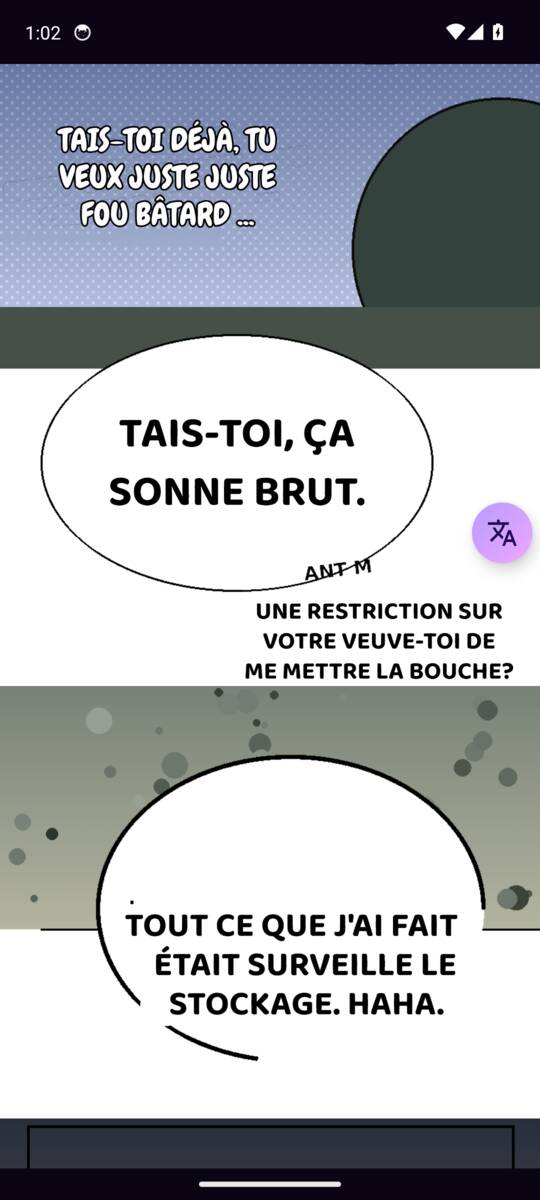 1:02
TAIS-TOI DÉJÀ, TU
VEUX JUSTE JUSTE
FOU BÂTARD ...
TAIS-TOI, ÇA
SONNE BRUT.
ANT M
UNE RESTRICTION SUR
VOTRE VEUVE-TOI DE
ME METTRE LA BOUCHE?
TOUT CE QUE J'AI FAIT
ÉTAIT SURVEILLE LE
STOCKAGE. HAHA.